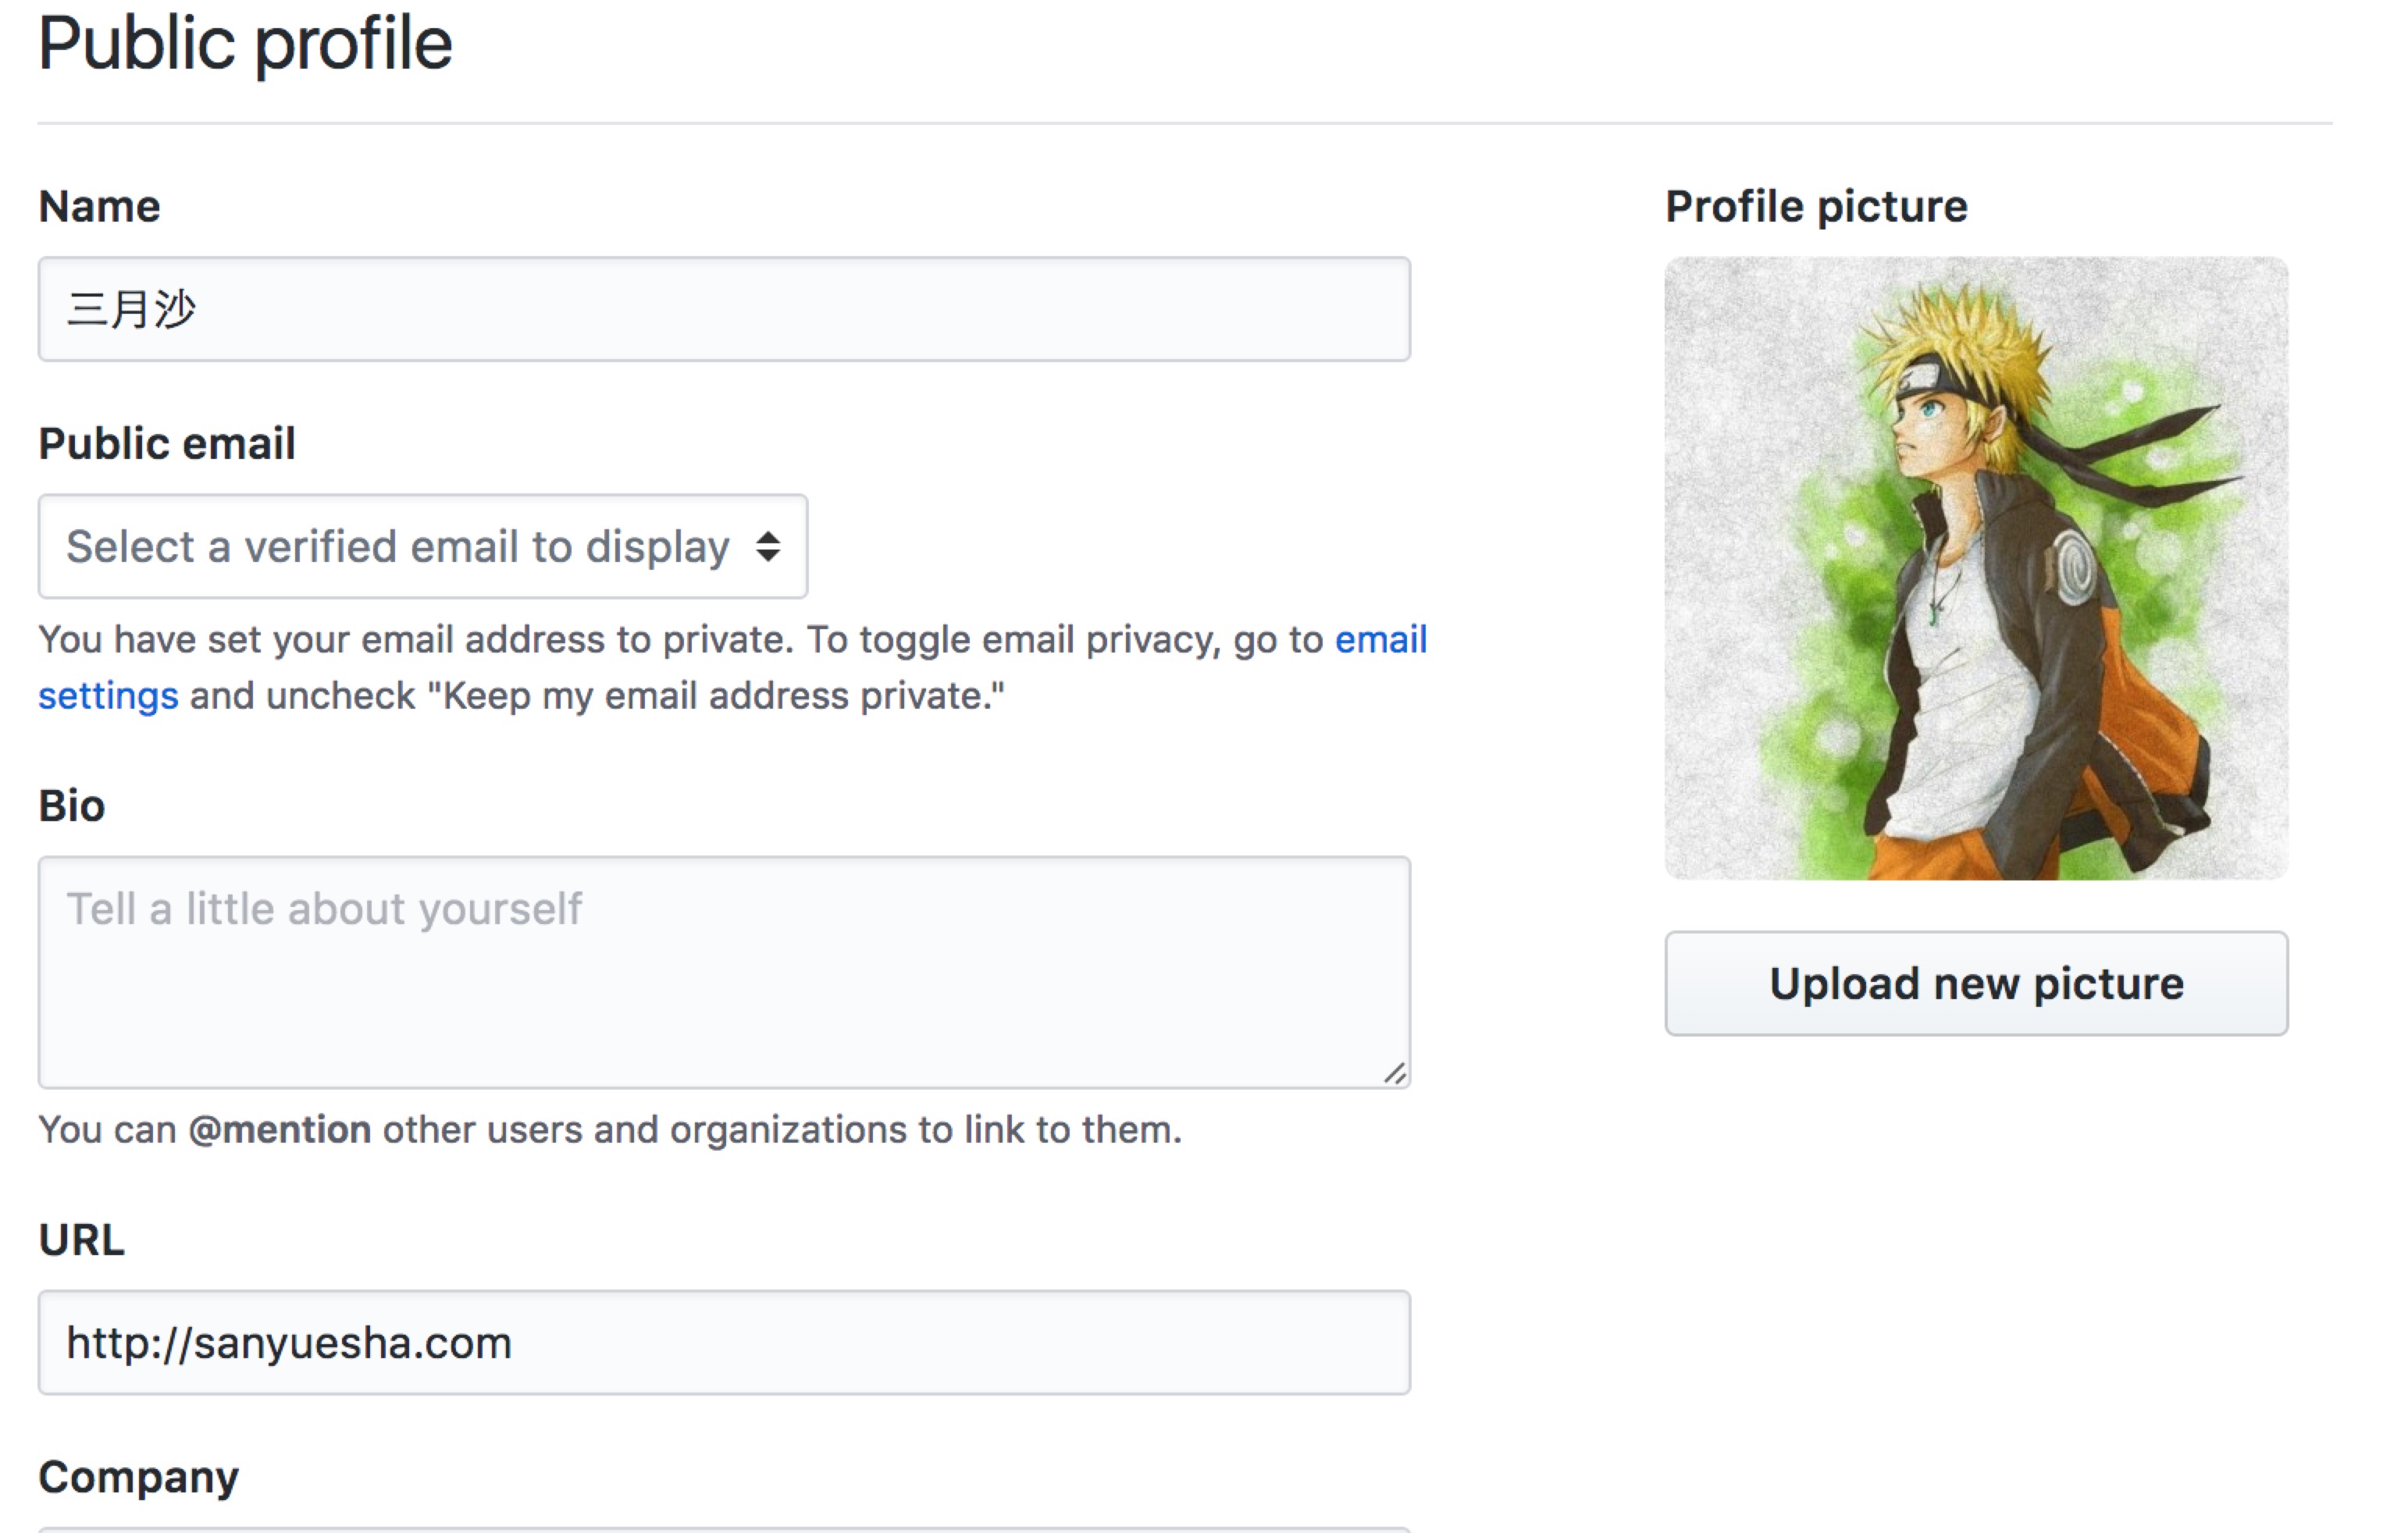 Public profile
Name
三月沙
Public email
Select a verified email to display
You have set your email address to private. To toggle email privacy, go to email
settings and uncheck "Keep my email address private."
Bio
Tell a little about yourself
You can @mention other users and organizations to link to them.
URL
http://sanyuesha.com
Company
Profile picture
Upload new picture